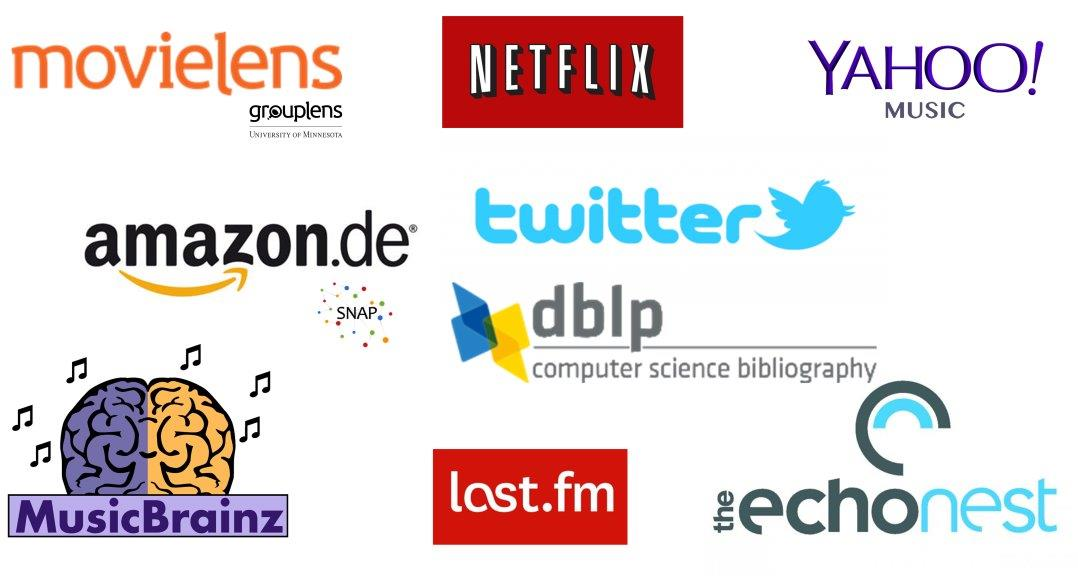 movielens
grouplens
UNIVERSITY OF MINNESOTA
NETFLIX
YAHOO!
MUSIC
amazon.de®
SNAP
twitter
dblp
computer science bibliography
MusicBrainz
last.fm
the echonest